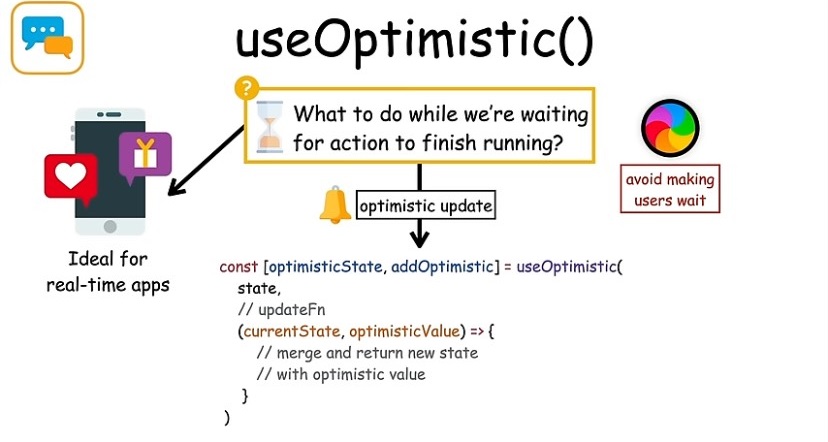 useOptimistic()
?
What to do while we're waiting
for action to finish running?
avoid making
users wait
optimistic update
Ideal for
real-time apps
const [optimisticState, addOptimistic] = useOptimistic(
state,
// updateFn
(currentState, optimisticValue) => {
// merge and return new state
// with optimistic value
}
)